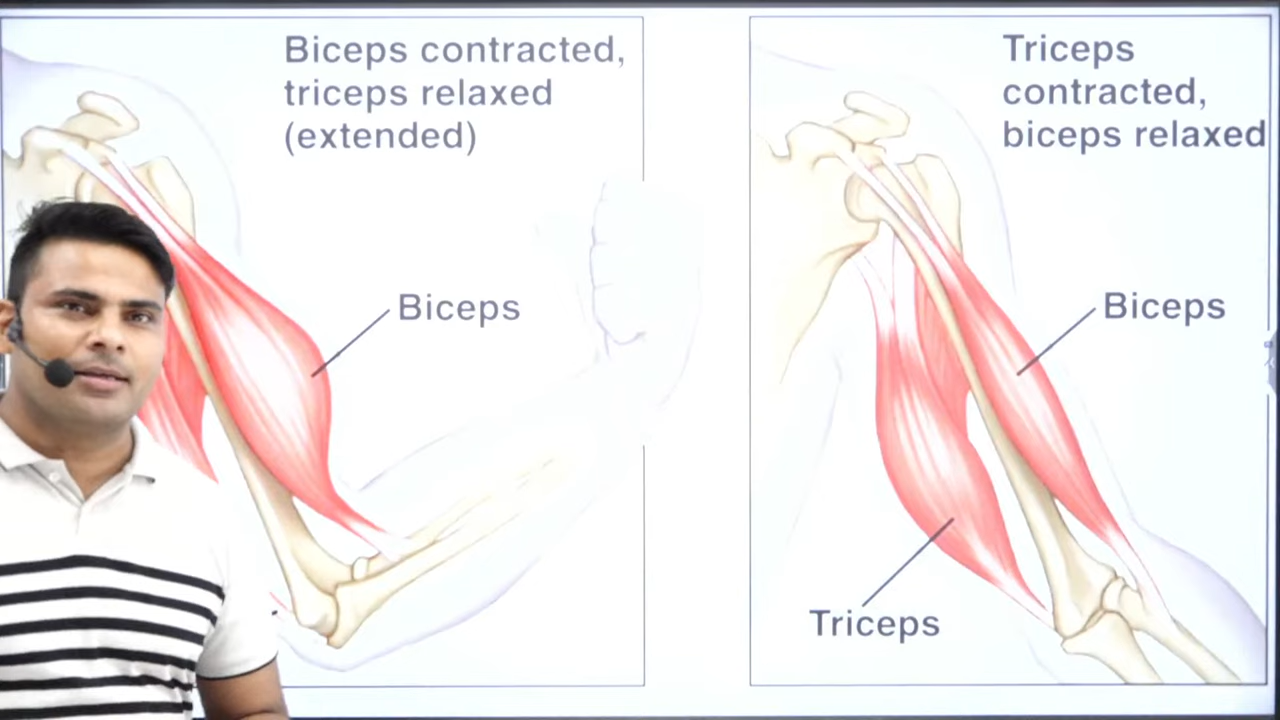 Biceps contracted,
triceps relaxed
(extended)
Biceps
Triceps
contracted,
biceps relaxed
Biceps
Triceps